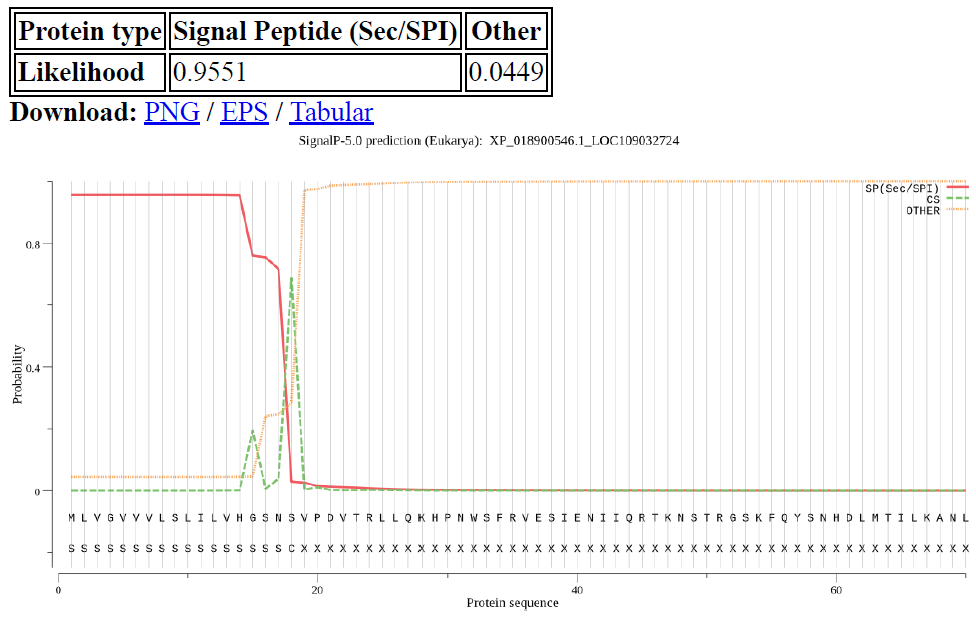 Protein type Signal Peptide (Sec/SPI) Other
Likelihood 0.9551 0.0449
Download: PNG / EPS / Tabular
SignalP-5.0 prediction (Eukarya): XP_018900546.1_LOC109032724
SP(Sec/SPI)
CS
OTHER
0.8
0.4
0
Probability
M L V G V V V L S L I L V H G S N S V P D V T R L L Q K H P N W S F R V E S I E N I I Q R T K N S T R G S K F Q Y S N H D L M T I L K A N L
S S S S S S S S S S S S S S S S S C X X X X X X X X X X X X X X X X X X X X X X X X X X X X X X X X X X X X X X X X X X X X X X X X X X X X
0 20 40 60
Protein sequence